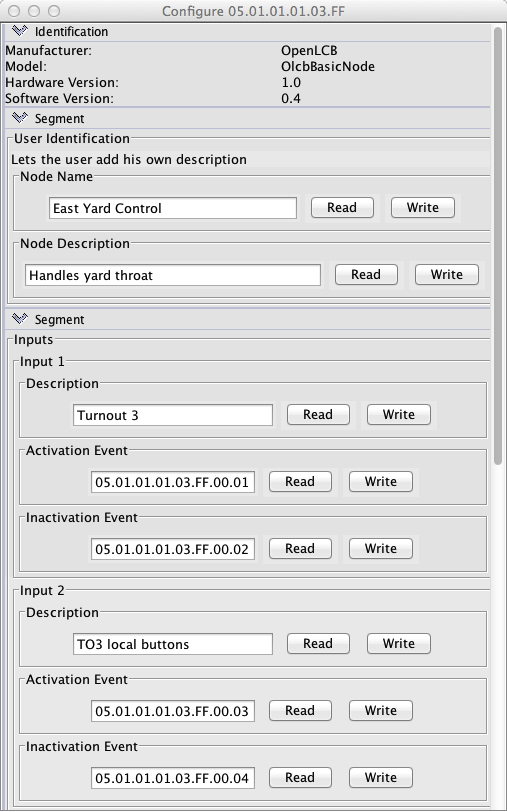 Configure 05.01.01.01.03.FF
Identification
Manufacturer: OpenLCB
Model: OlcbBasicNode
Hardware Version: 1.0
Software Version: 0.4
Segment
User Identification
Lets the user add his own description
Node Name
East Yard Control Read Write
Node Description
Handles yard throat Read Write
Segment
Inputs
Input 1
Description
Turnout 3 Read Write
Activation Event
05.01.01.01.03.FF.00.01 Read Write
Inactivation Event
05.01.01.01.03.FF.00.02 Read Write
Input 2
Description
TO3 local buttons Read Write
Activation Event
05.01.01.01.03.FF.00.03 Read Write
Inactivation Event
05.01.01.01.03.FF.00.04 Read Write